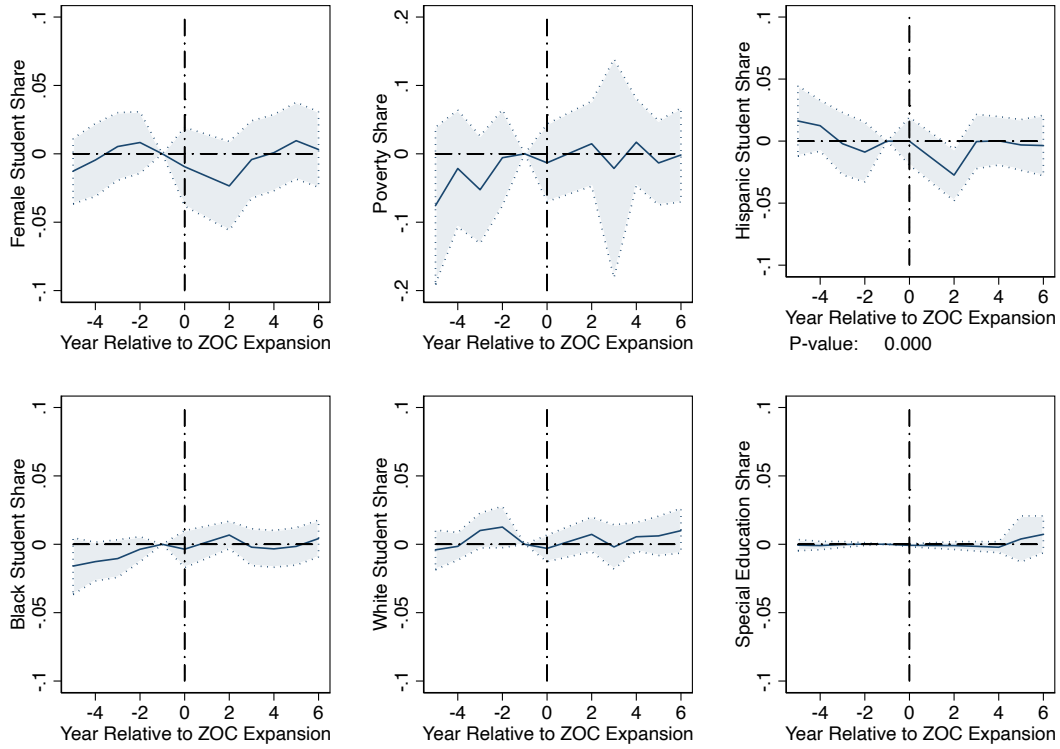 Female Student Share
.1
.05
0
-.05
-.1
-4 -2 0 2 4 6
Year Relative to ZOC Expansion
Poverty Share
.2
.1
0
-.1
-.2
-4 -2 0 2 4 6
Year Relative to ZOC Expansion
Hispanic Student Share
.1
.05
0
-.05
-.1
-4 -2 0 2 4 6
Year Relative to ZOC Expansion
P-value: 0.000
Black Student Share
.1
.05
0
-.05
-.1
-4 -2 0 2 4 6
Year Relative to ZOC Expansion
White Student Share
.1
.05
0
-.05
-.1
-4 -2 0 2 4 6
Year Relative to ZOC Expansion
Special Education Share
.1
.05
0
-.05
-.1
-4 -2 0 2 4 6
Year Relative to ZOC Expansion